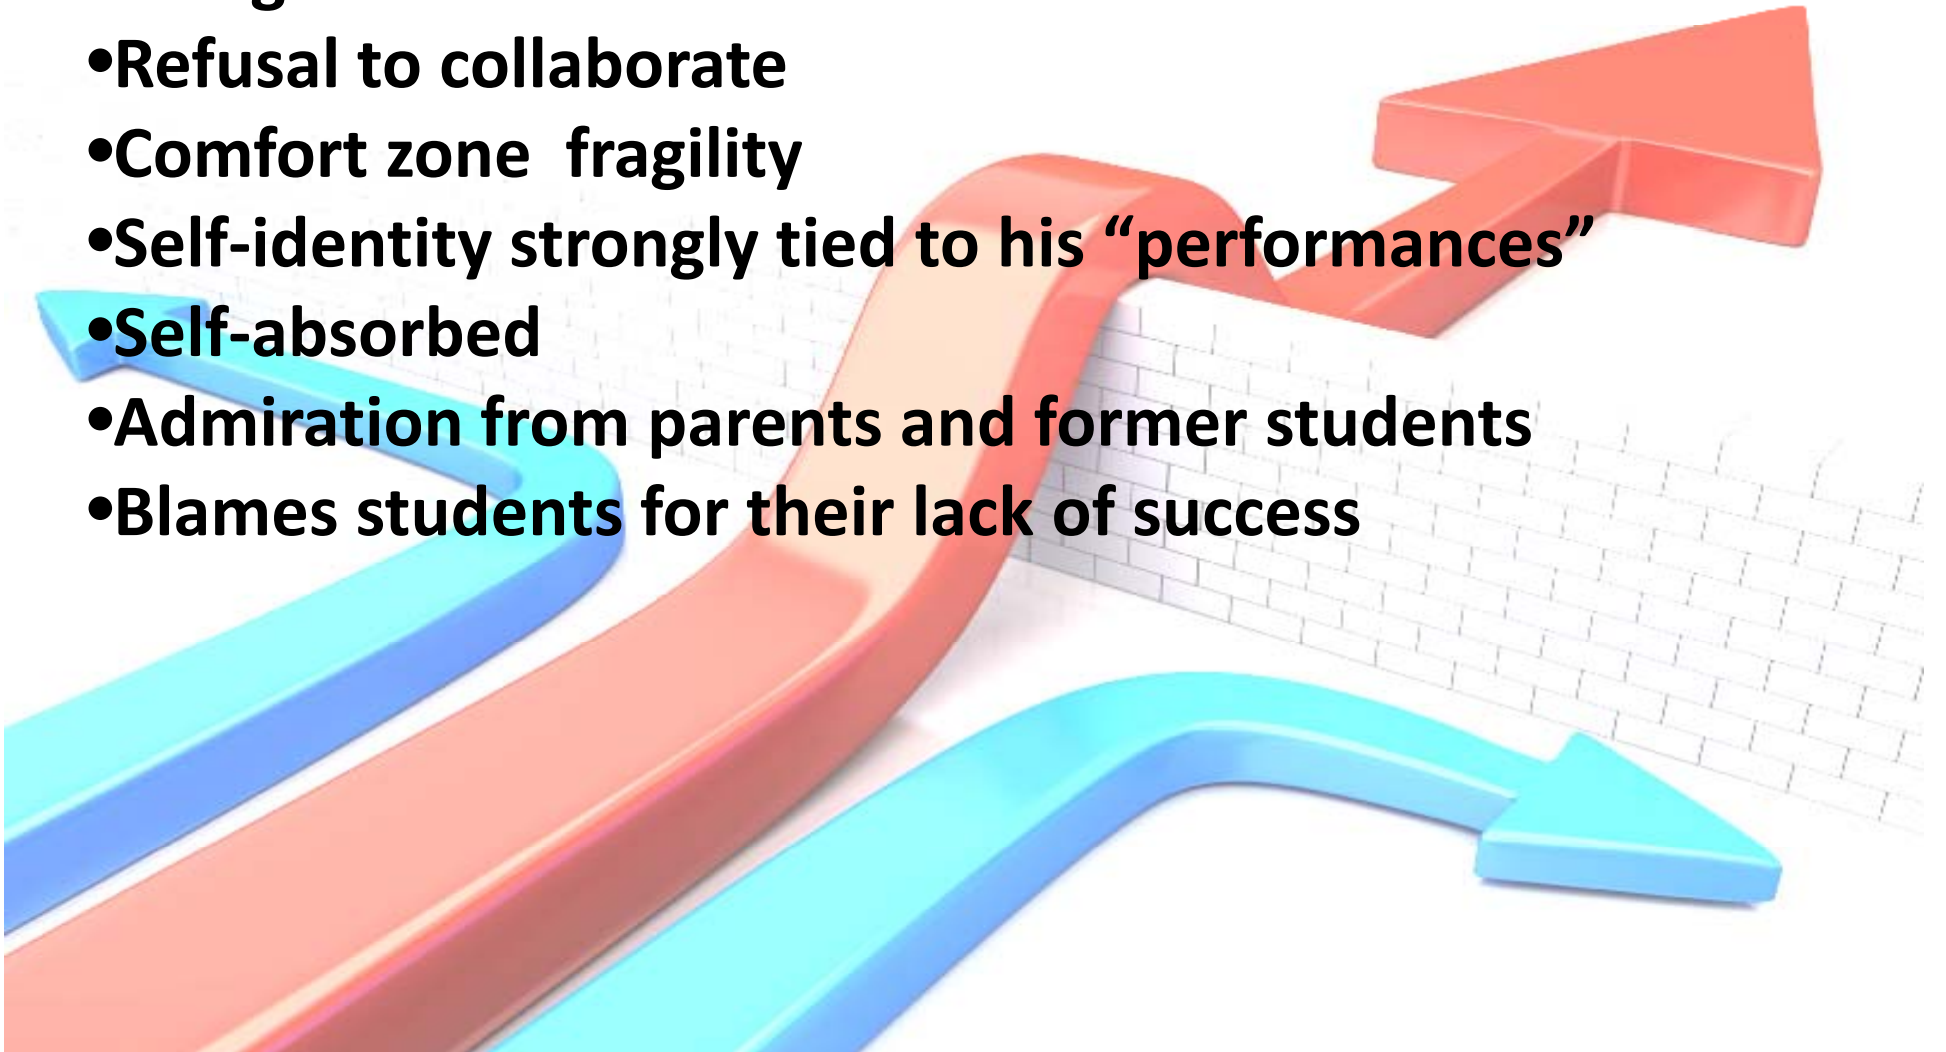 •Refusal to collaborate
•Comfort zone  fragility
•Self-identity strongly tied to his “performances”
•Self-absorbed
•Admiration from parents and former students
•Blames students for their lack of success